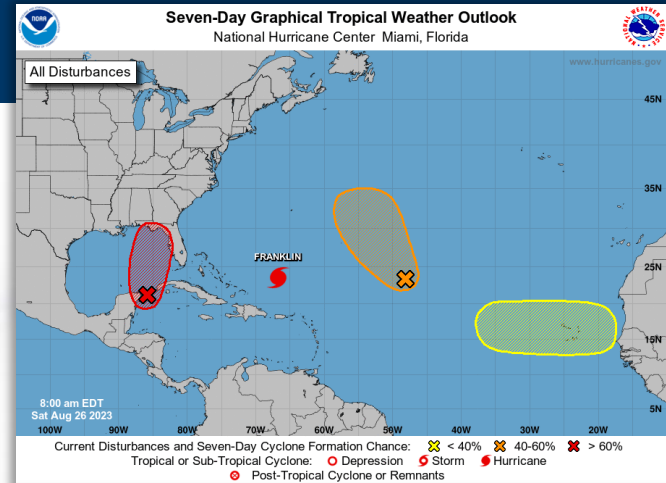 Seven-Day Graphical Tropical Weather Outlook
National Hurricane Center Miami, Florida
NOAA
www.hurricanes.gov
All Disturbances
45N
35N
FRANKLIN
25N
15N
8:00 am EDT
Sat Aug 26 2023
5N
100W 90W 80W 70W 60W 50W 40W 30W 20W
Current Disturbances and Seven-Day Cyclone Formation Chance: < 40% 40-60% > 60%
Tropical or Sub-Tropical Cyclone: Depression Storm Hurricane
Post-Tropical Cyclone or Remnants